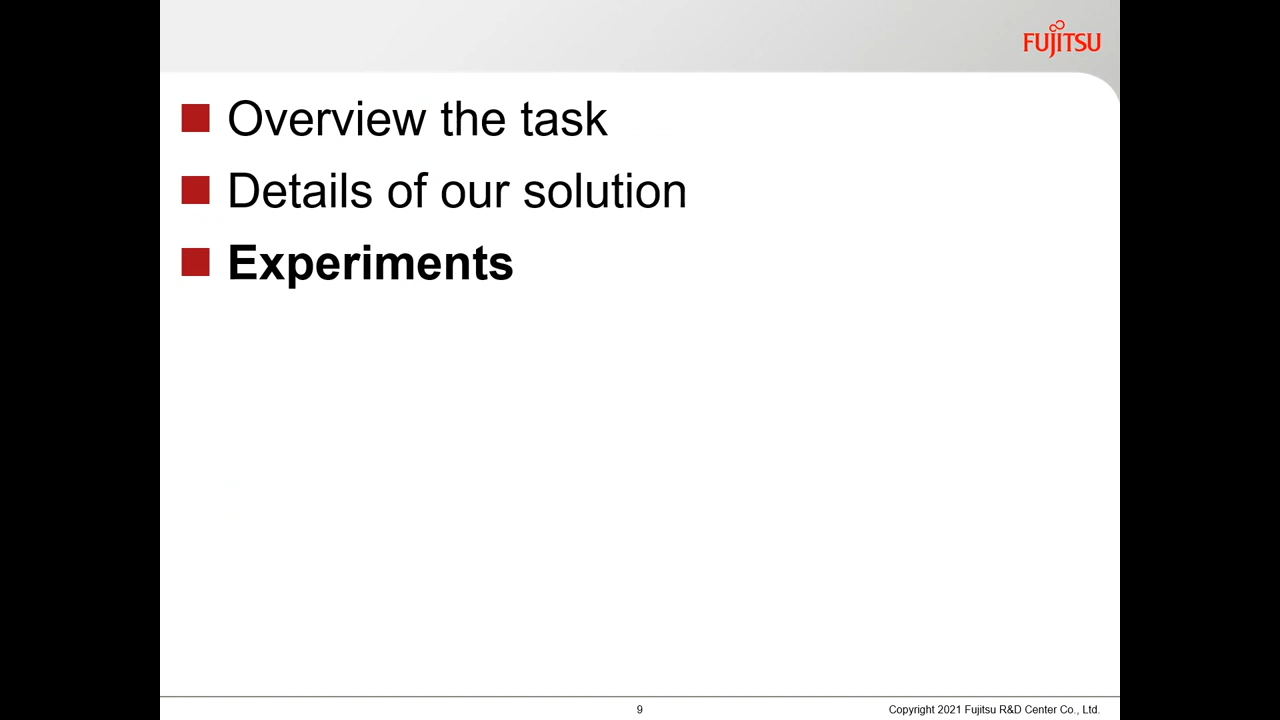 FUJITSU
Overview the task
Details of our solution
Experiments
9
Copyright 2021 Fujitsu R&D Center Co., Ltd.